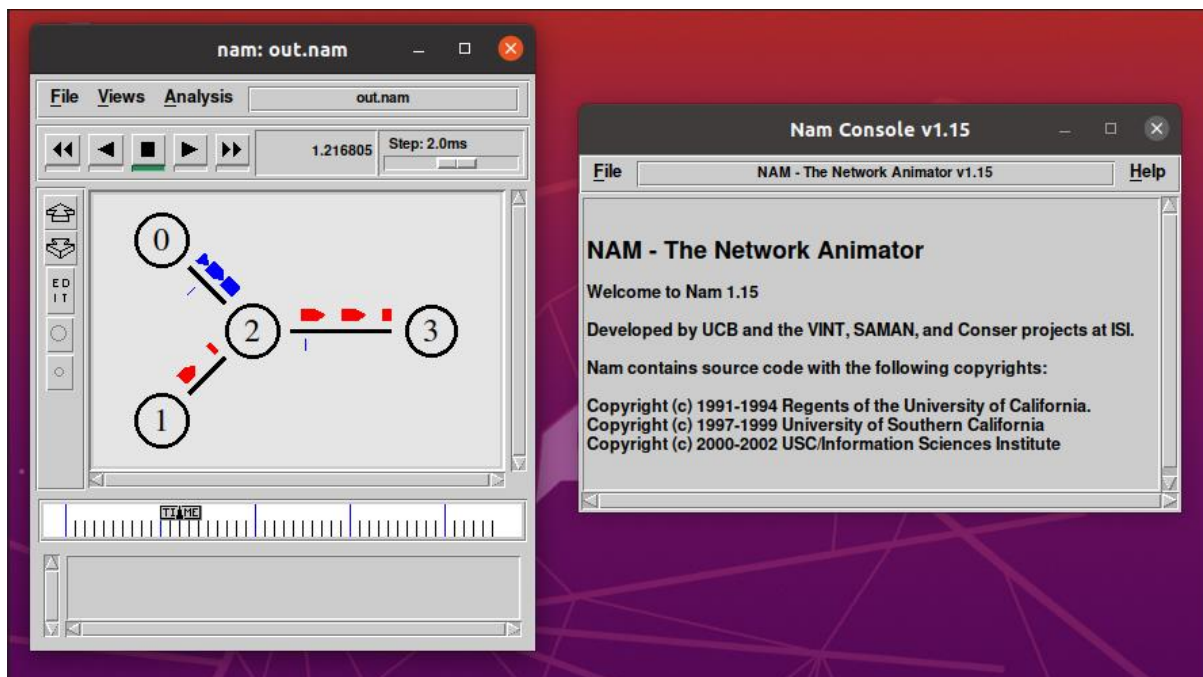 nam: out.nam
File Views Analysis out.nam
1.216805 Step: 2.0ms
ED
IT
0
2
3
1
TIME
Nam Console v1.15
File NAM - The Network Animator v1.15 Help
NAM - The Network Animator
Welcome to Nam 1.15
Developed by UCB and the VINT, SAMAN, and Conser projects at ISI.
Nam contains source code with the following copyrights:
Copyright (c) 1991-1994 Regents of the University of California.
Copyright (c) 1997-1999 University of Southern California
Copyright (c) 2000-2002 USC/Information Sciences Institute